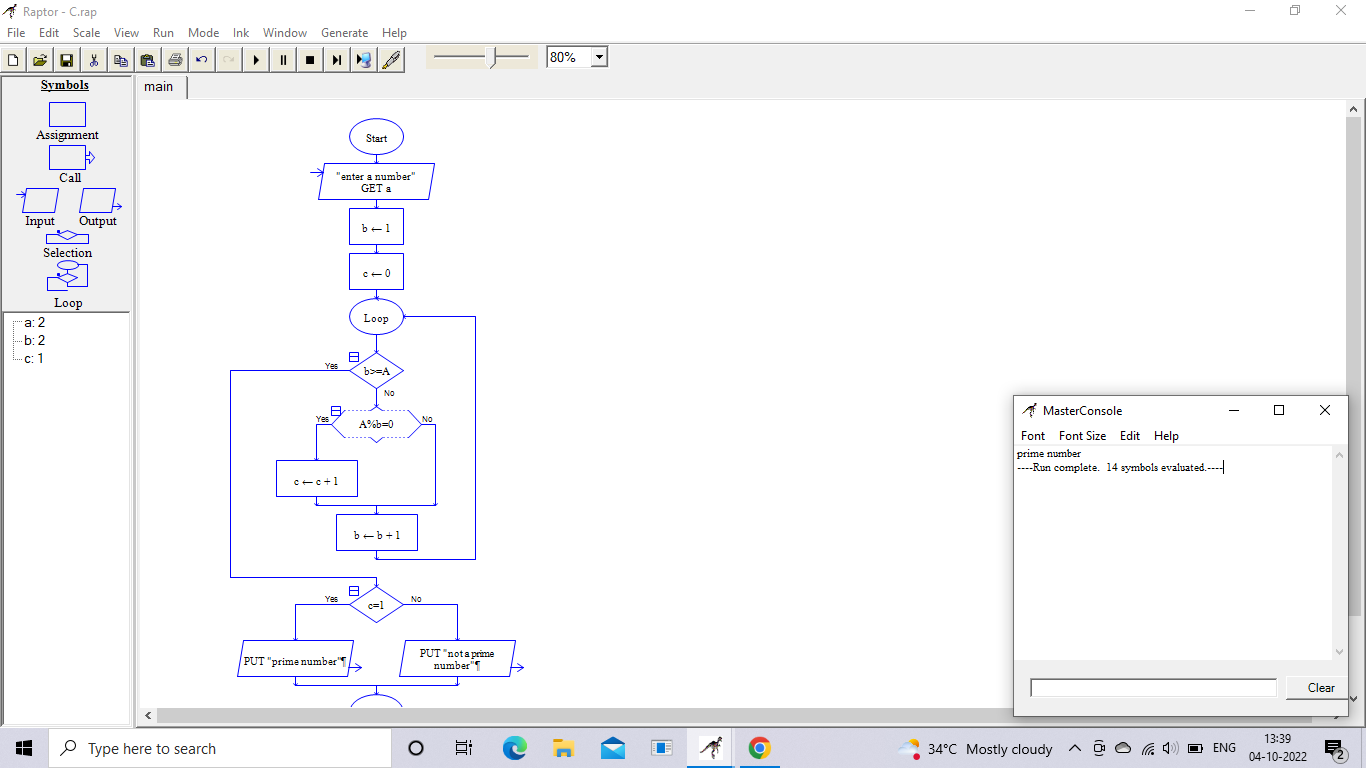 Raptor - C.rap
File Edit Scale View Run Mode Ink Window Generate Help
80%
Symbols
main
Assignment
Call
Input Output
Selection
Loop
a: 2
b: 2
c: 1
Start
"enter a number"
GET a
b ← 1
c ← 0
Loop
Yes
b>=A
No
Yes
A%b=0
No
c ← c + 1
b ← b + 1
Yes
c=1
No
PUT "prime number"¶
PUT "not a prime
number"¶
MasterConsole
Font Font Size Edit Help
prime number
----Run complete. 14 symbols evaluated.----
Clear
Type here to search
34°C Mostly cloudy
ENG
13:39
04-10-2022
2